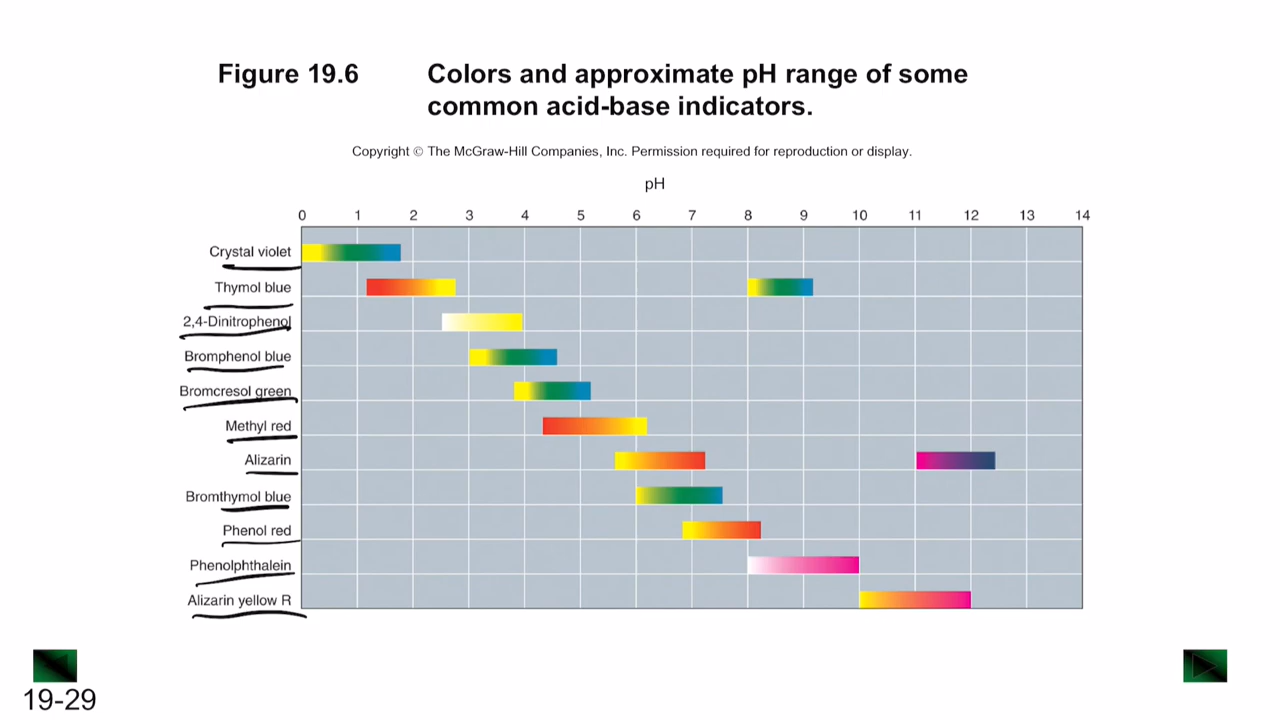 Figure 19.6 Colors and approximate pH range of some
common acid-base indicators.
Copyright © The McGraw-Hill Companies, Inc. Permission required for reproduction or display.
pH
0 1 2 3 4 5 6 7 8 9 10 11 12 13 14
Crystal violet
Thymol blue
2,4-Dinitrophenol
Bromphenol blue
Bromcresol green
Methyl red
Alizarin
Bromthymol blue
Phenol red
Phenolphthalein
Alizarin yellow R
19-29